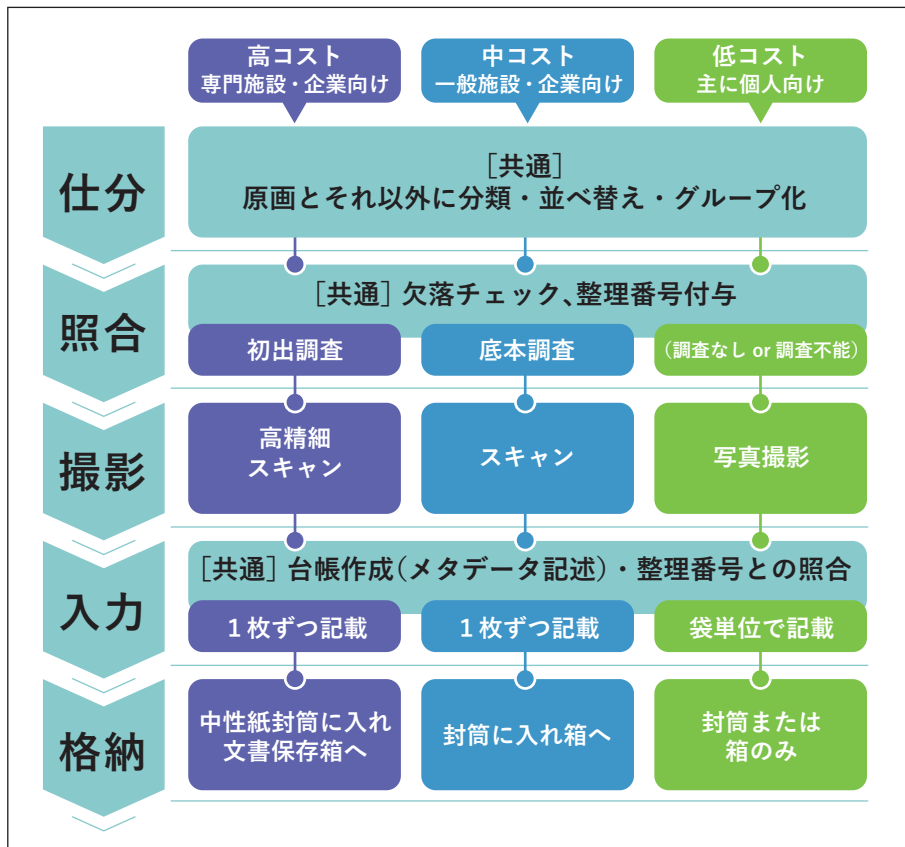 高コスト
専門施設・企業向け
中コスト
一般施設・企業向け
低コスト
主に個人向け
仕分
［共通］
原画とそれ以外に分類・並べ替え・グループ化
照合
［共通］欠落チェック、整理番号付与
初出調査
底本調査
（調査なし or 調査不能）
撮影
高精細
スキャン
スキャン
写真撮影
入力
［共通］台帳作成（メタデータ記述）・整理番号との照合
1枚ずつ記載
1枚ずつ記載
袋単位で記載
格納
中性紙封筒に入れ
文書保存箱へ
封筒に入れ箱へ
封筒または
箱のみ